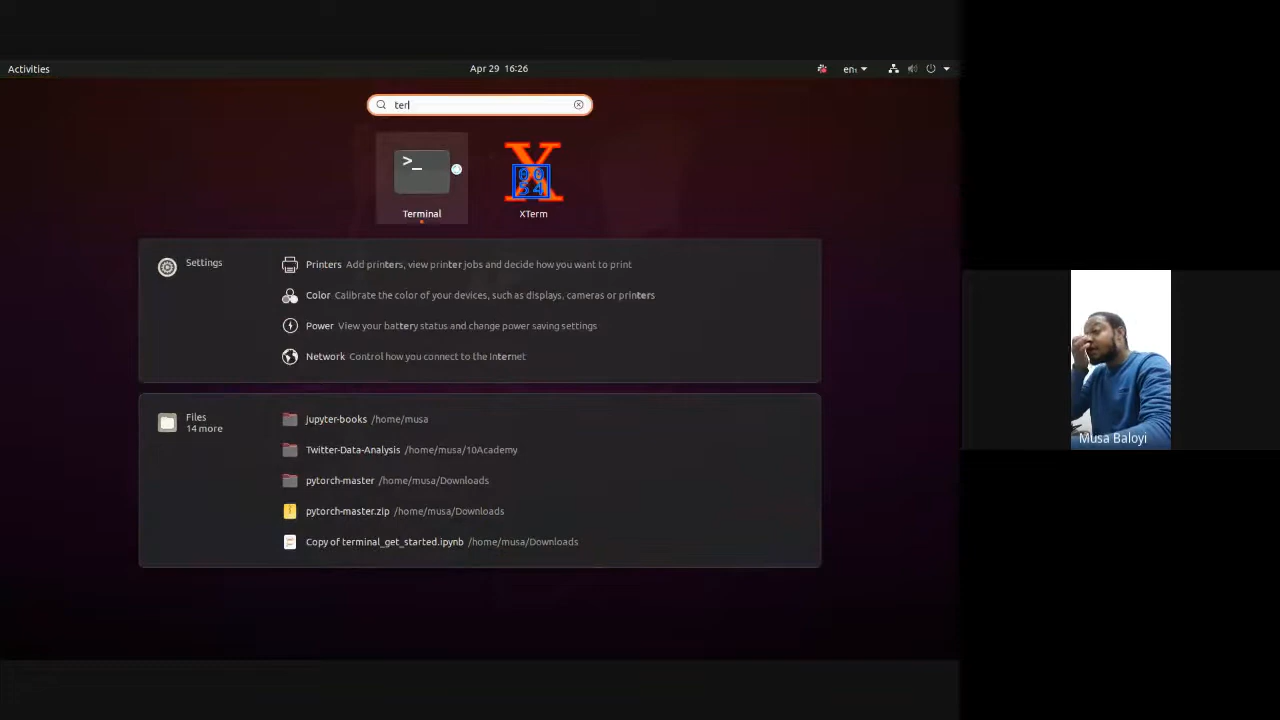 Activities
Apr 29 16:26
en₁
ter
>_
Terminal
X
00
54
XTerm
Settings
Printers Add printers, view printer jobs and decide how you want to print
Color Calibrate the color of your devices, such as displays, cameras or printers
Power View your battery status and change power saving settings
Network Control how you connect to the Internet
Files
14 more
jupyter-books /home/musa
Twitter-Data-Analysis /home/musa/10Academy
pytorch-master /home/musa/Downloads
pytorch-master.zip /home/musa/Downloads
Copy of terminal_get_started.ipynb /home/musa/Downloads
Musa Baloyi